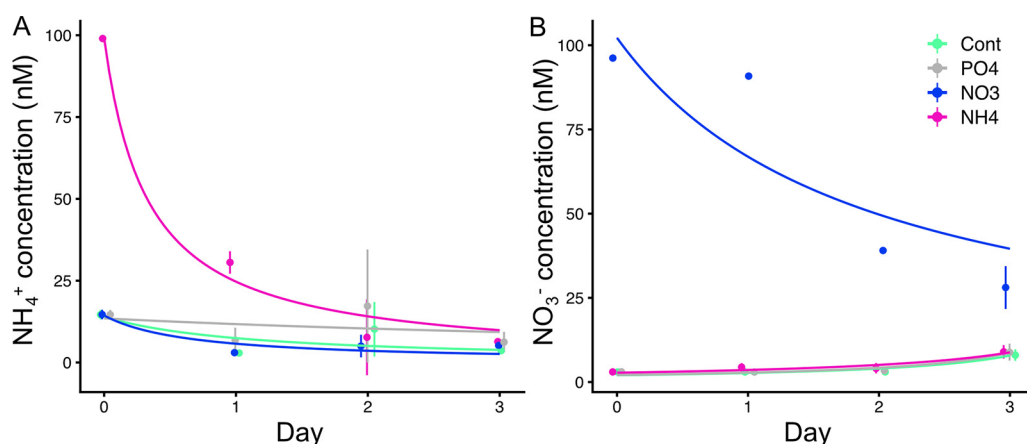 A
NH₄⁺ concentration (nM)
100
75
50
25
0
0 1 2 3
Day
B
NO₃⁻ concentration (nM)
100
75
50
25
0
0 1 2 3
Day
Cont
PO4
NO3
NH4